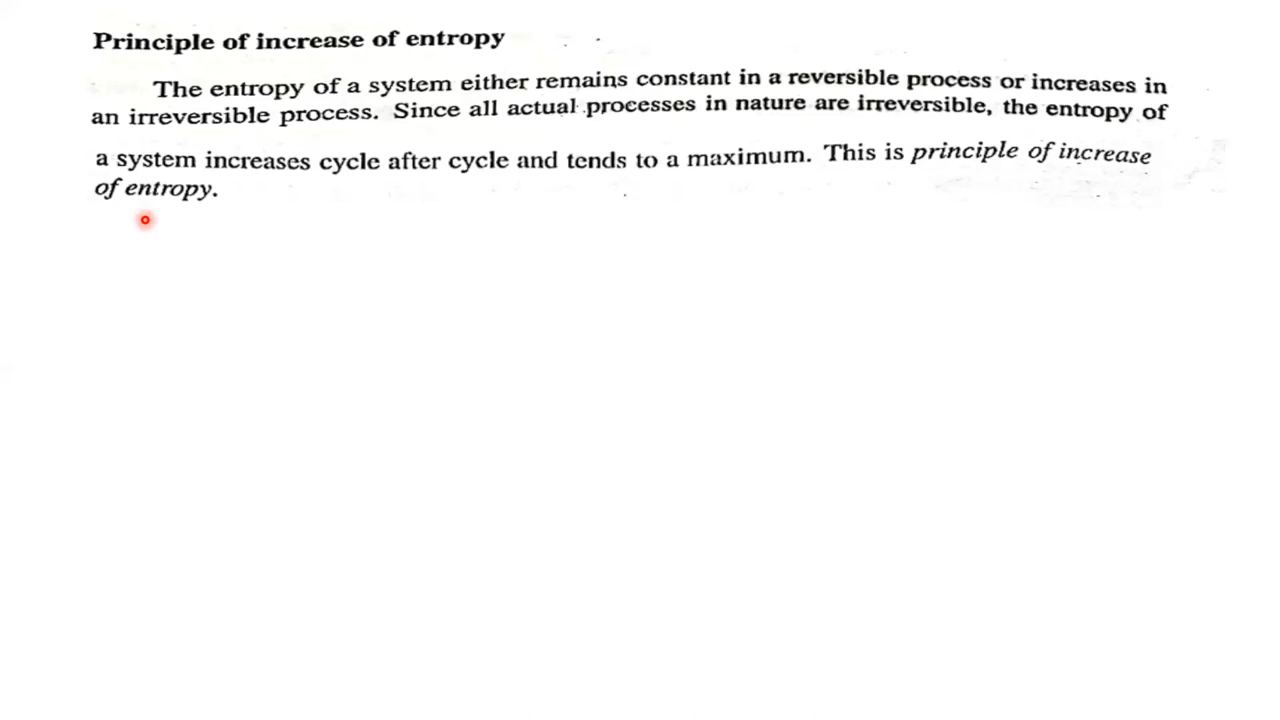 Principle of increase of entropy
The entropy of a system either remains constant in a reversible process or increases in
an irreversible process. Since all actual processes in nature are irreversible, the entropy of
a system increases cycle after cycle and tends to a maximum. This is principle of increase
of entropy.